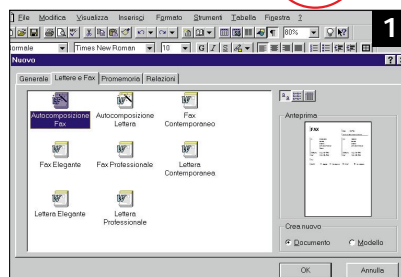 File Modifica Visualizza Inserisci Formato Strumenti Tabella Finestra ?
80%
1
ormale Times New Roman 10 G I S
Nuovo
Generale Lettere e Fax Promemoria Relazioni
Autocomposizione Fax
Autocomposizione Lettera
Fax Contemporaneo
Anteprima
Fax Elegante
Fax Professionale
Lettera Contemporanea
Lettera Elegante
Lettera Professionale
Crea nuovo
Documento Modello
OK Annulla